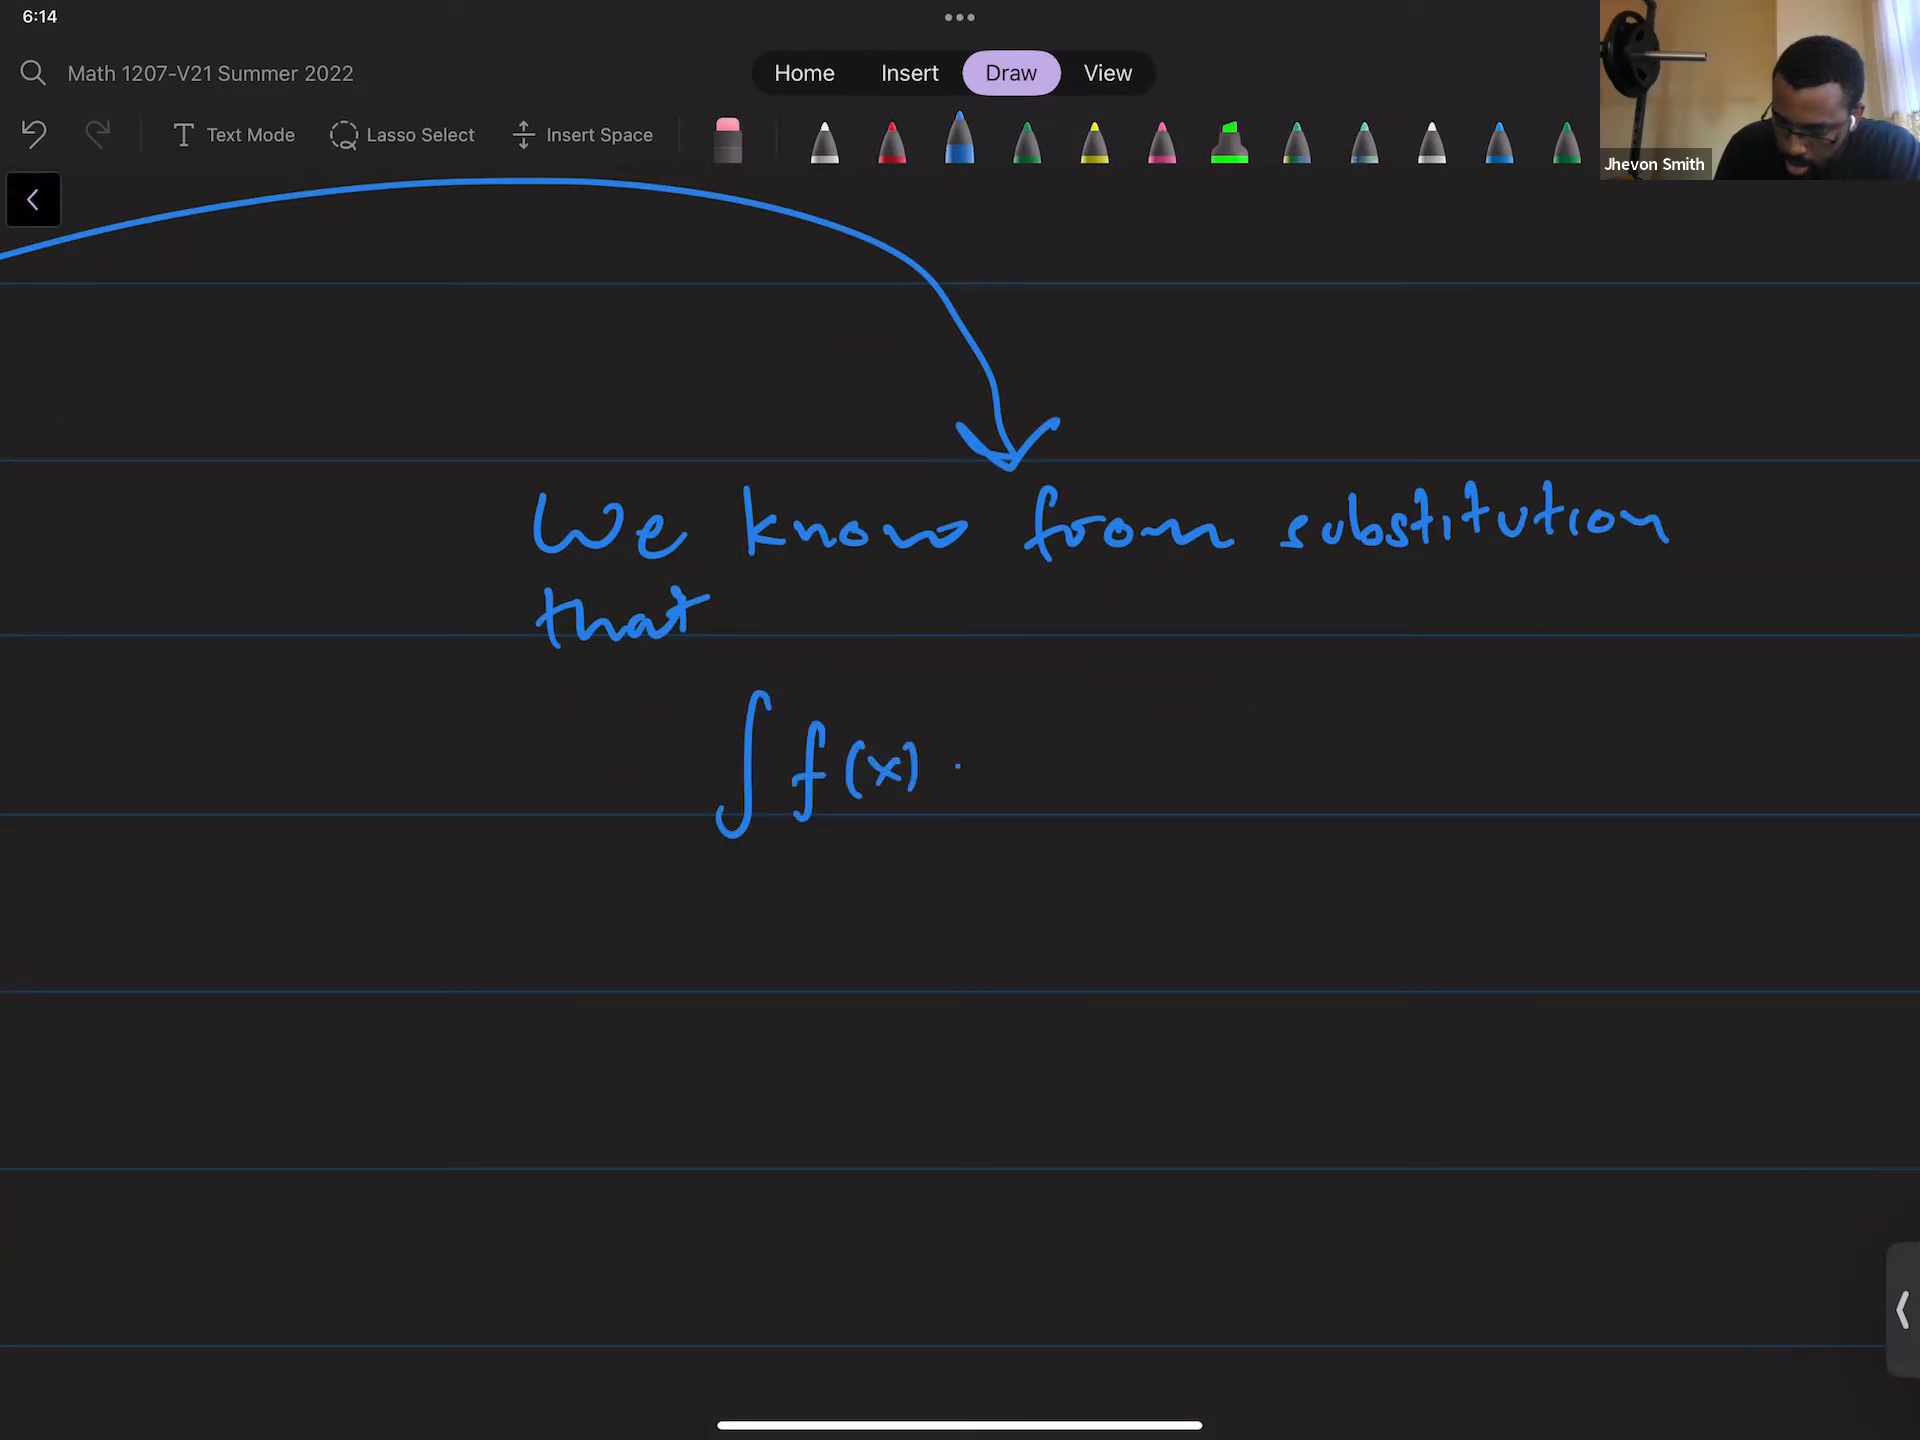 6:14
Math 1207-V21 Summer 2022
Home Insert Draw View
Text Mode Lasso Select Insert Space
Jhevon Smith
We know from substitution
that
∫ f(x) ·